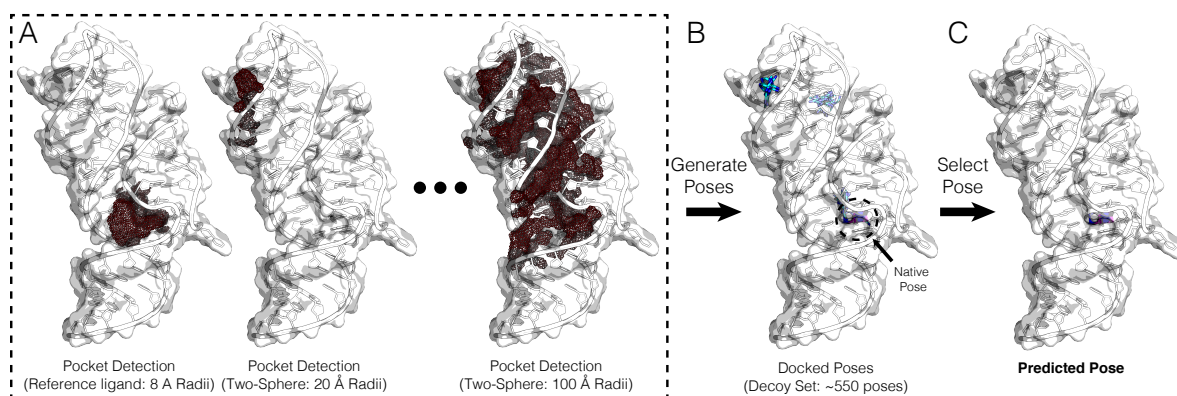 A
B
C
Generate
Poses
Select
Pose
Native
Pose
Pocket Detection
(Reference ligand: 8 A Radii)
Pocket Detection
(Two-Sphere: 20 Å Radii)
Pocket Detection
(Two-Sphere: 100 Å Radii)
Docked Poses
(Decoy Set: ~550 poses)
Predicted Pose